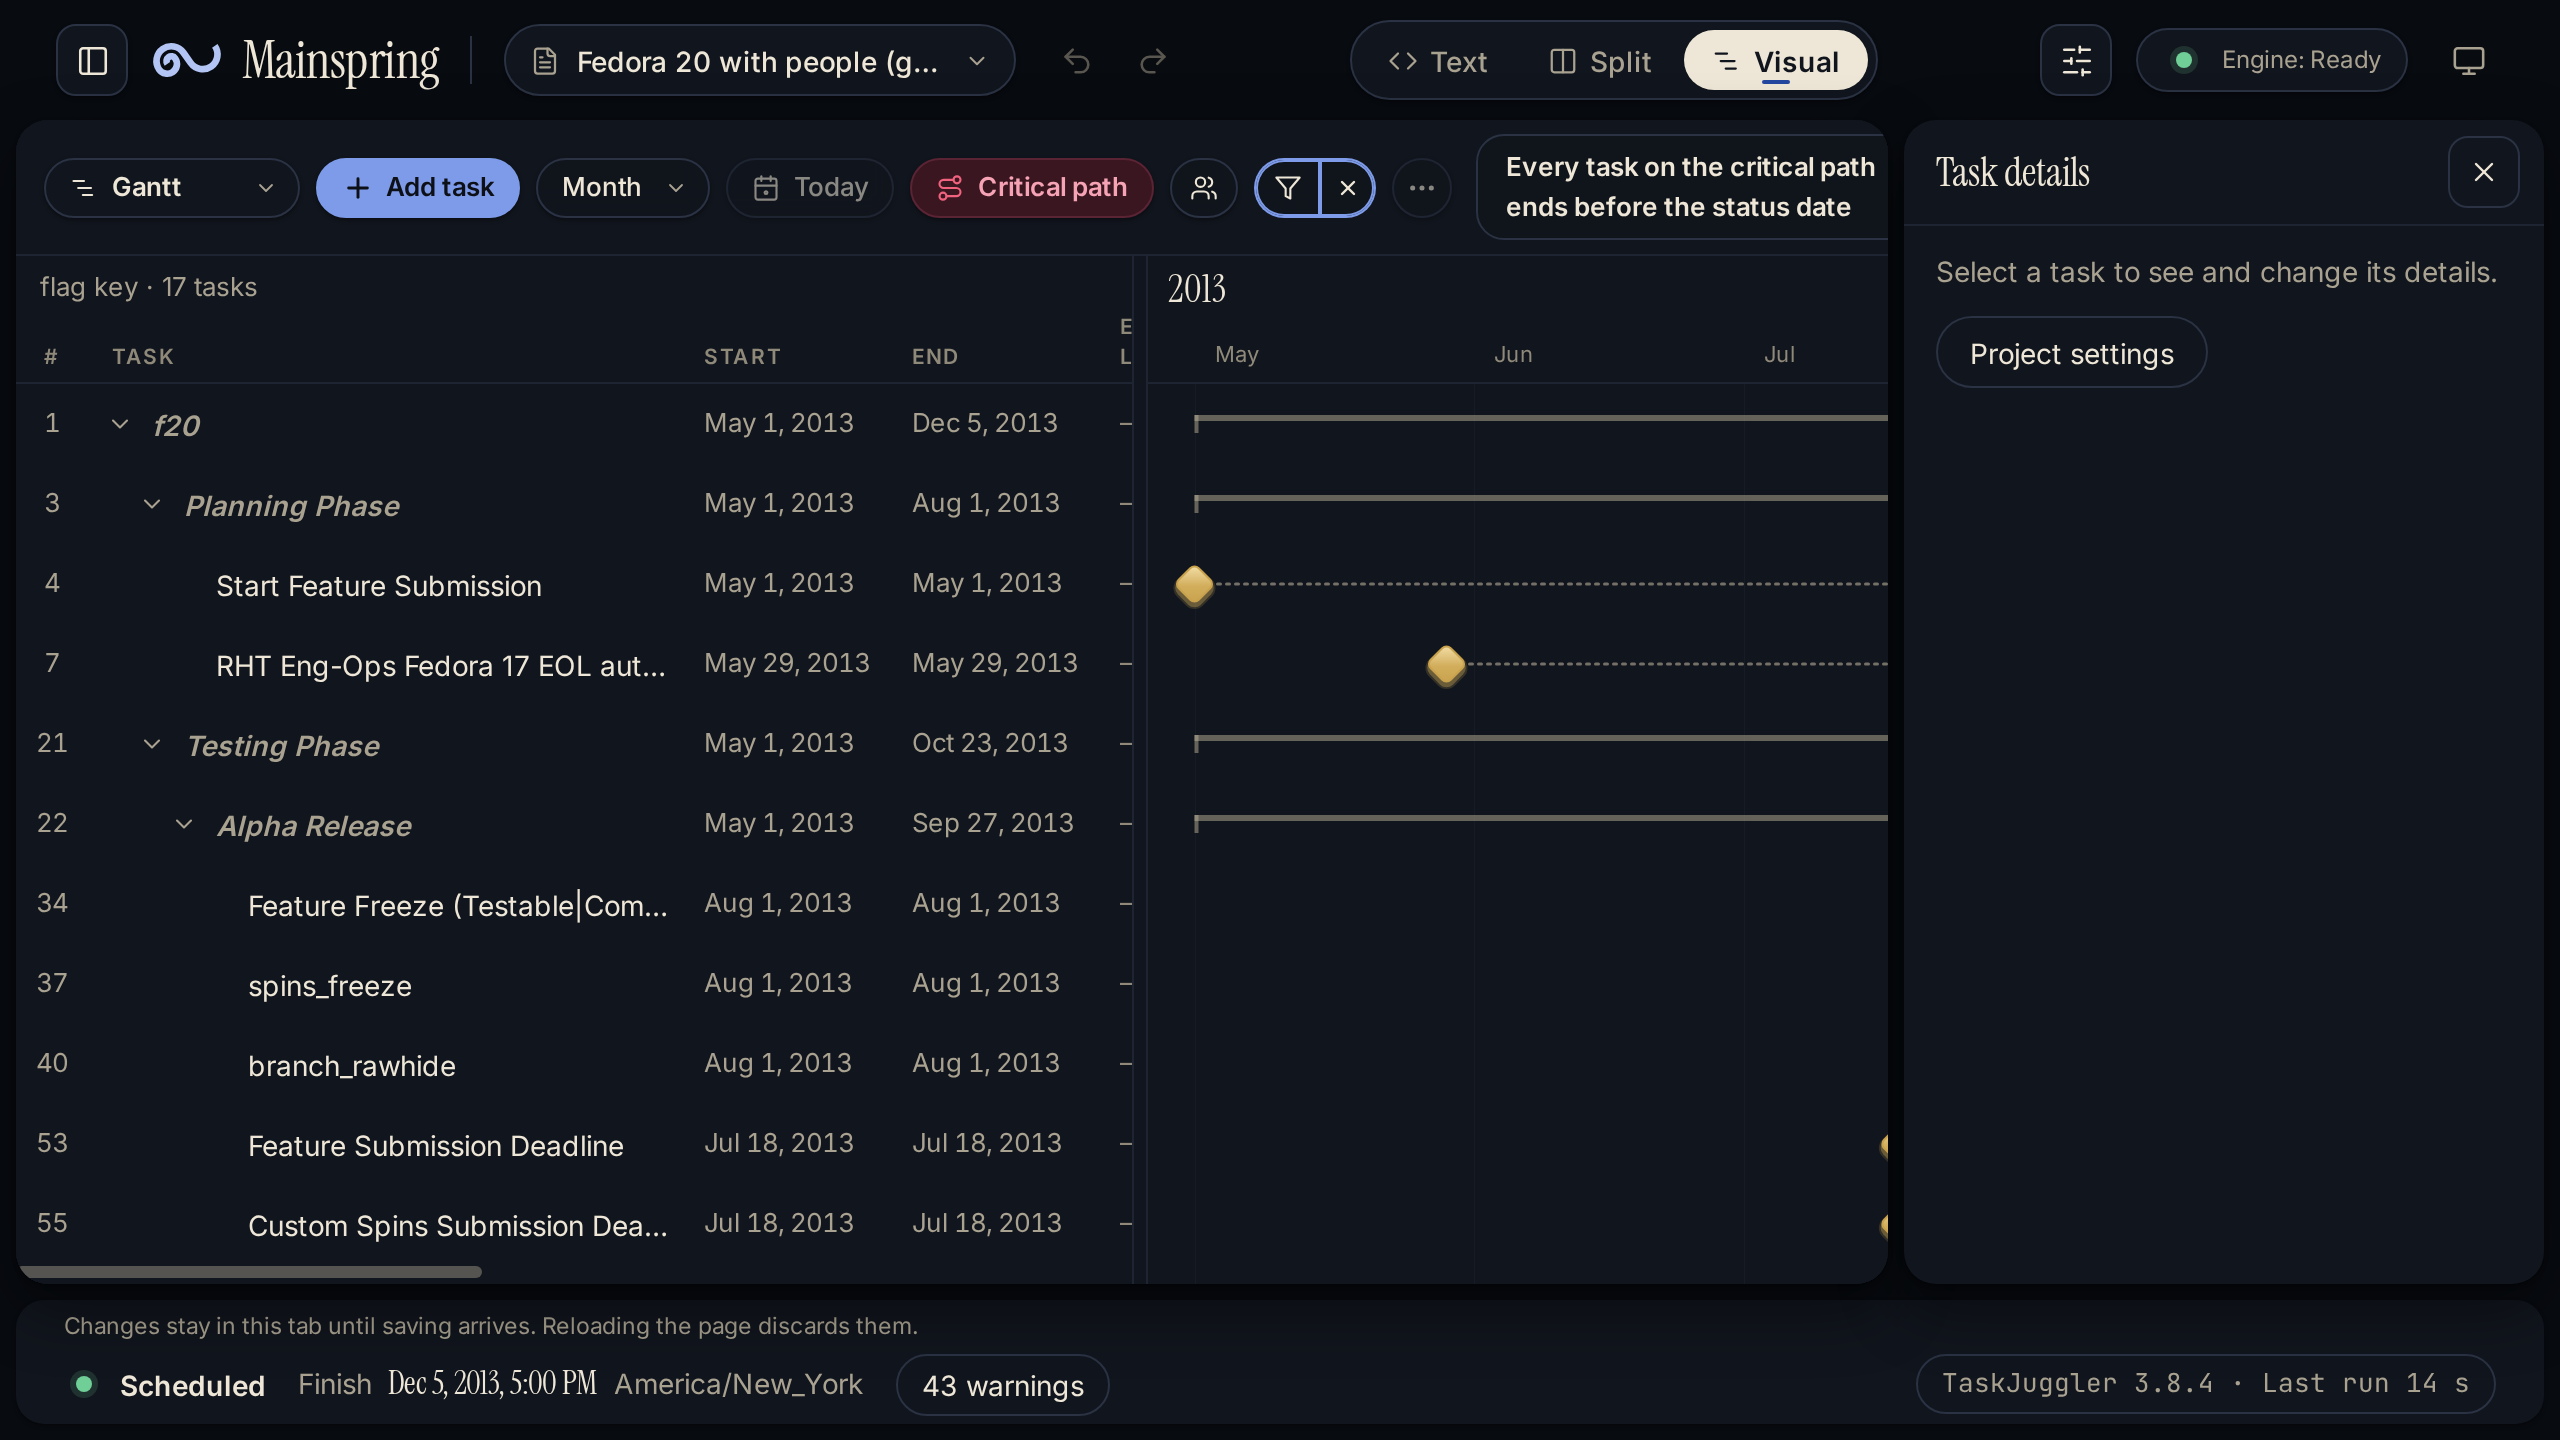 Mainspring
Fedora 20 with people (g...
Text
Split
Visual
Engine: Ready
Gantt
Add task
Month
Today
Critical path
Every task on the critical path
ends before the status date
Task details
Select a task to see and change its details.
Project settings
flag key · 17 tasks
2013
# TASK START END E
L
May Jun Jul
1 f20 May 1, 2013 Dec 5, 2013 –
3 Planning Phase May 1, 2013 Aug 1, 2013 –
4 Start Feature Submission May 1, 2013 May 1, 2013 –
7 RHT Eng-Ops Fedora 17 EOL aut... May 29, 2013 May 29, 2013 –
21 Testing Phase May 1, 2013 Oct 23, 2013 –
22 Alpha Release May 1, 2013 Sep 27, 2013 –
34 Feature Freeze (Testable|Com... Aug 1, 2013 Aug 1, 2013 –
37 spins_freeze Aug 1, 2013 Aug 1, 2013 –
40 branch_rawhide Aug 1, 2013 Aug 1, 2013 –
53 Feature Submission Deadline Jul 18, 2013 Jul 18, 2013 –
55 Custom Spins Submission Dea... Jul 18, 2013 Jul 18, 2013 –
Changes stay in this tab until saving arrives. Reloading the page discards them.
Scheduled Finish Dec 5, 2013, 5:00 PM America/New_York 43 warnings
TaskJuggler 3.8.4 · Last run 14 s